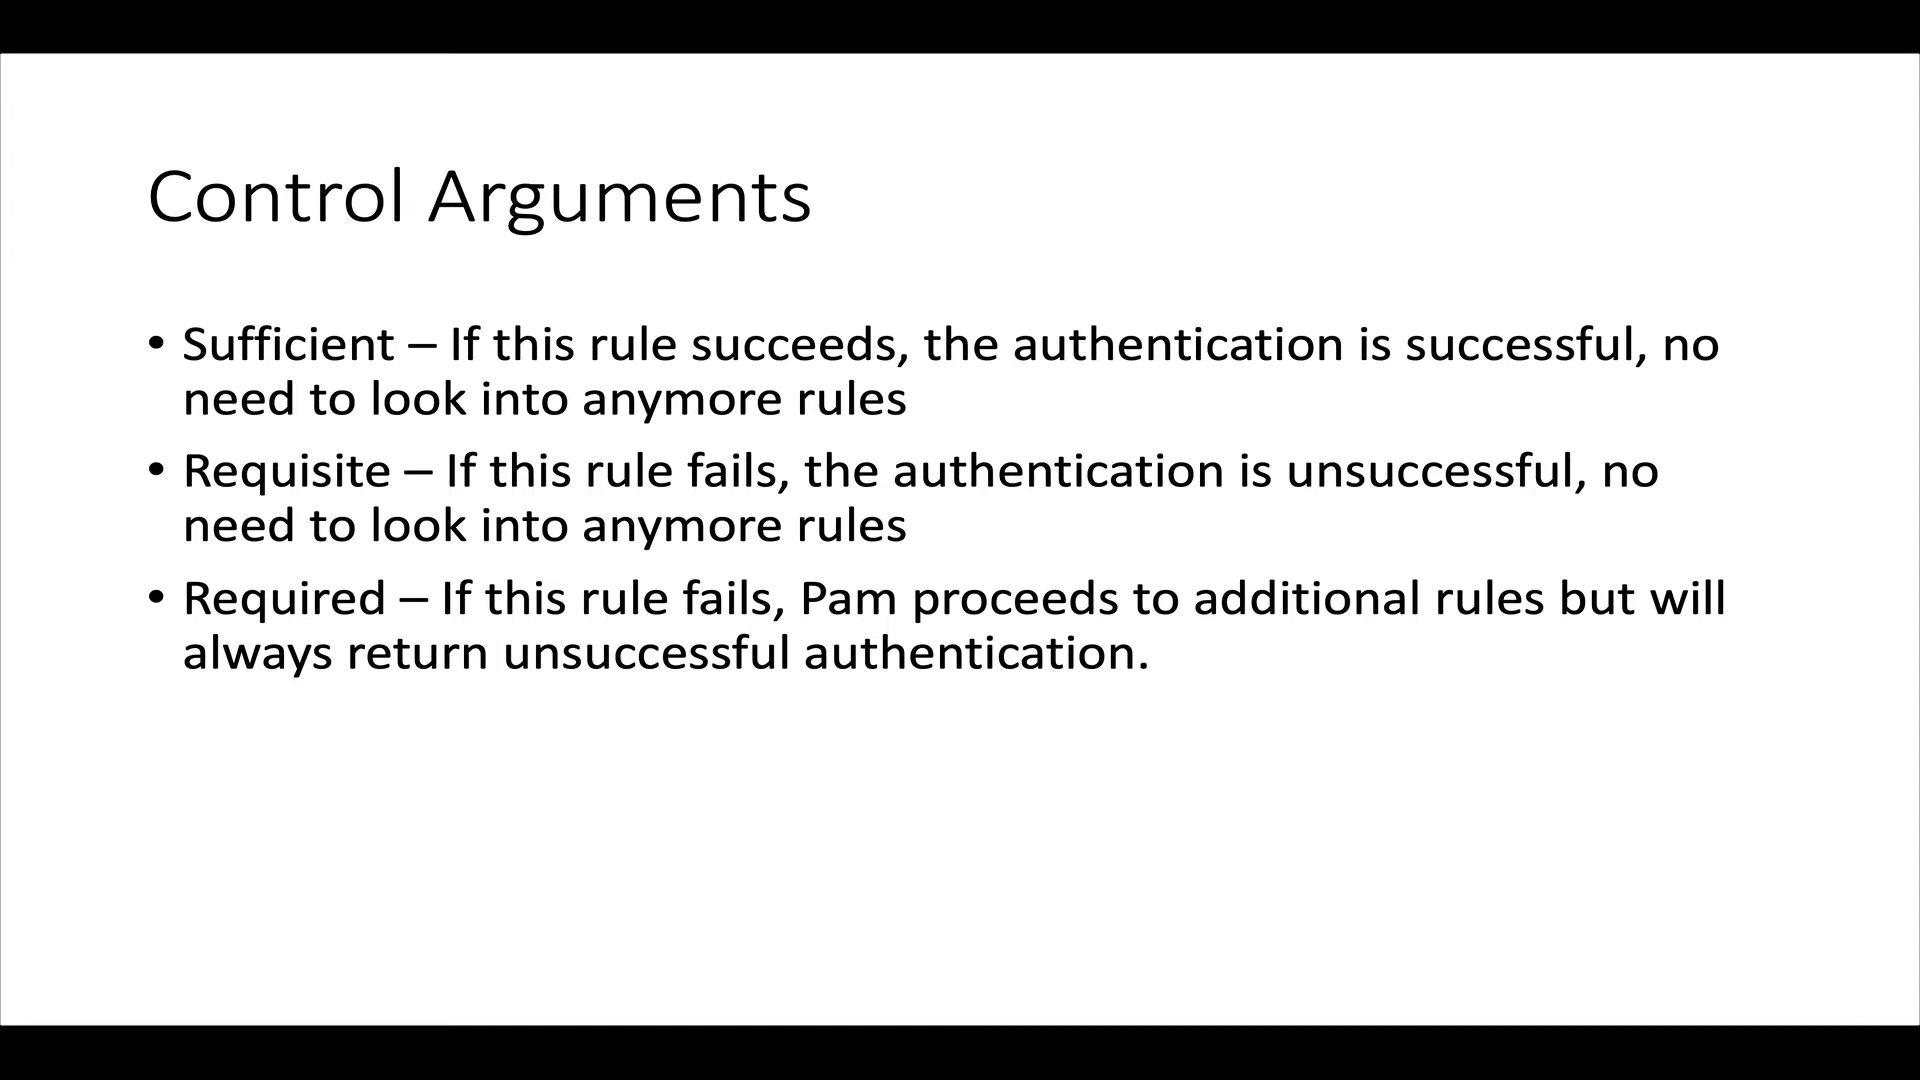 Control Arguments
• Sufficient – If this rule succeeds, the authentication is successful, no
need to look into anymore rules
• Requisite – If this rule fails, the authentication is unsuccessful, no
need to look into anymore rules
• Required – If this rule fails, Pam proceeds to additional rules but will
always return unsuccessful authentication.